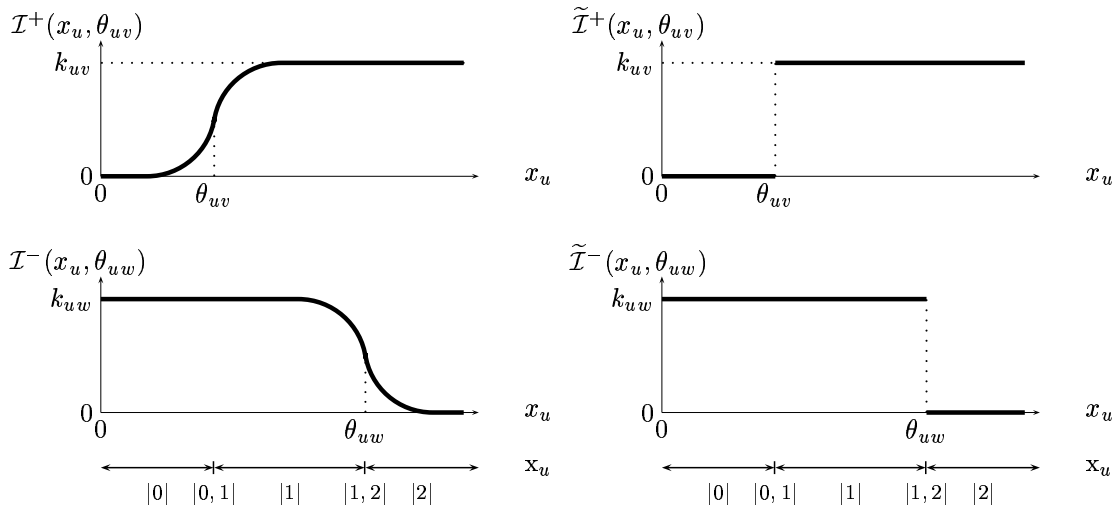 𝓘⁺(x_u, θ_uv)
k_uv
0
0
θ_uv
x_u
𝓘̃⁺(x_u, θ_uv)
k_uv
0
0
θ_uv
x_u
𝓘⁻(x_u, θ_uw)
k_uw
0
0
θ_uw
x_u
𝓘̃⁻(x_u, θ_uw)
k_uw
0
0
θ_uw
x_u
x_u
|0| |0, 1| |1| |1, 2| |2|
x_u
|0| |0, 1| |1| |1, 2| |2|